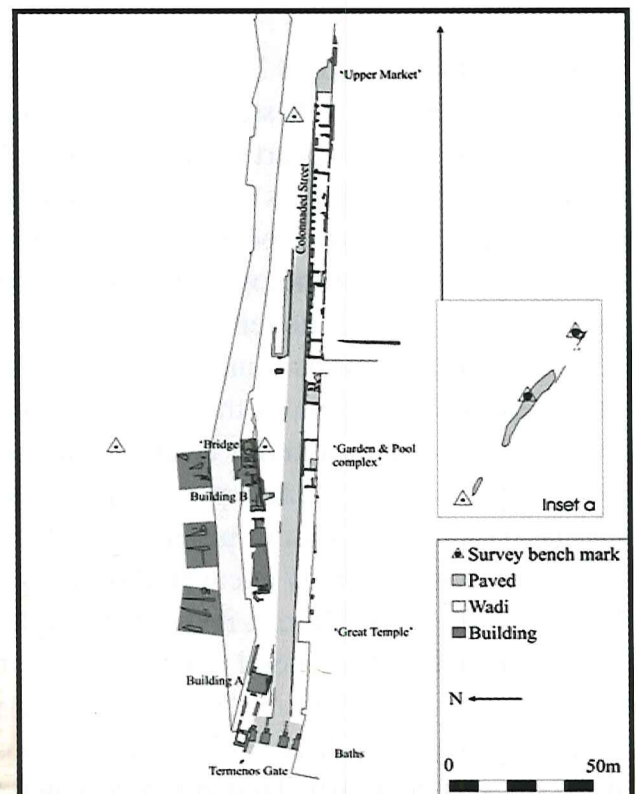 'Upper Market'
Colonnaded Street
'Bridge'
'Garden & Pool
complex'
Building B
Inset a
Survey bench mark
Paved
Wadi
Building
'Great Temple'
N
Building A
Baths
0 50m
Termenos Gate